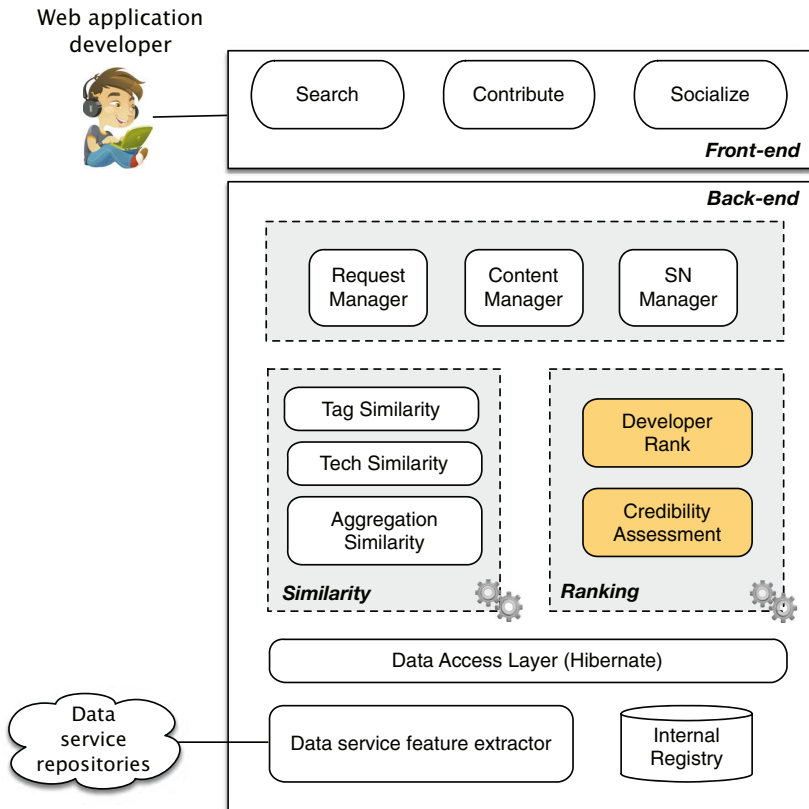 Web application
developer
Search
Contribute
Socialize
Front-end
Back-end
Request
Manager
Content
Manager
SN
Manager
Tag Similarity
Tech Similarity
Aggregation
Similarity
Similarity
Developer
Rank
Credibility
Assessment
Ranking
Data Access Layer (Hibernate)
Data
service
repositories
Data service feature extractor
Internal
Registry